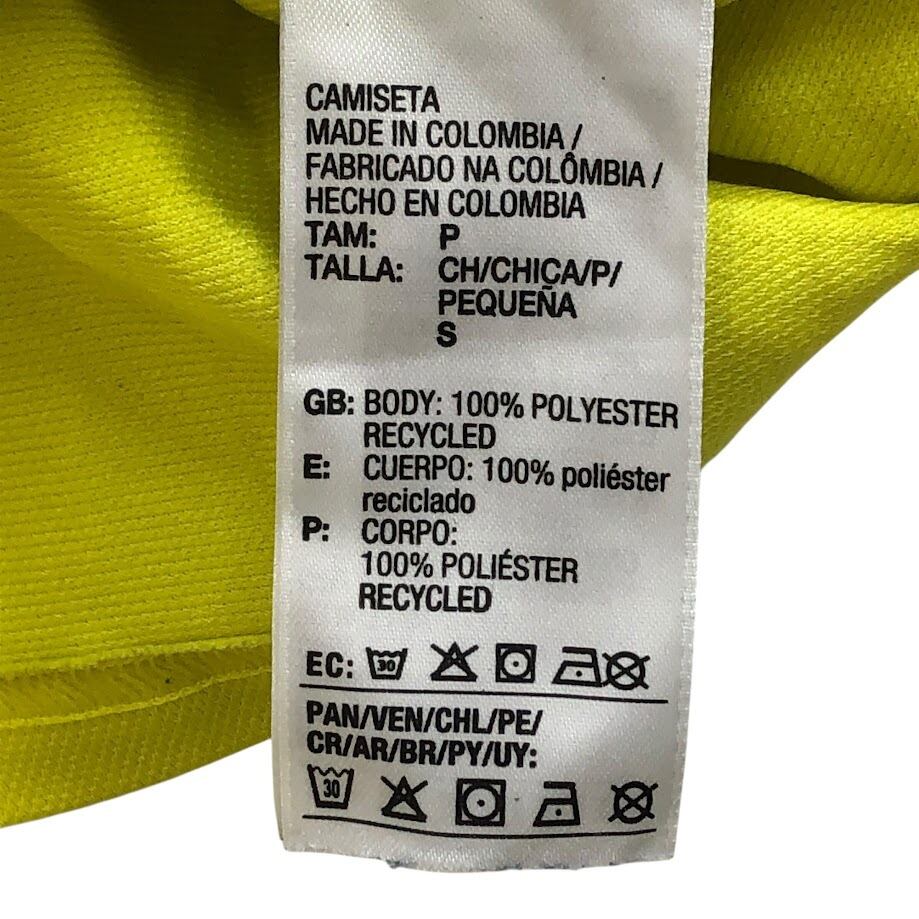 CAMISETA
MADE IN COLOMBIA /
FABRICADO NA COLÔMBIA /
HECHO EN COLOMBIA
TAM: P
TALLA: CH/CHICA/P/
PEQUEÑA
S
GB: BODY: 100% POLYESTER
RECYCLED
E: CUERPO: 100% poliéster
reciclado
P: CORPO:
100% POLIÉSTER
RECYCLED
EC: 30
PAN/VEN/CHL/PE/
CR/AR/BR/PY/UY:
30